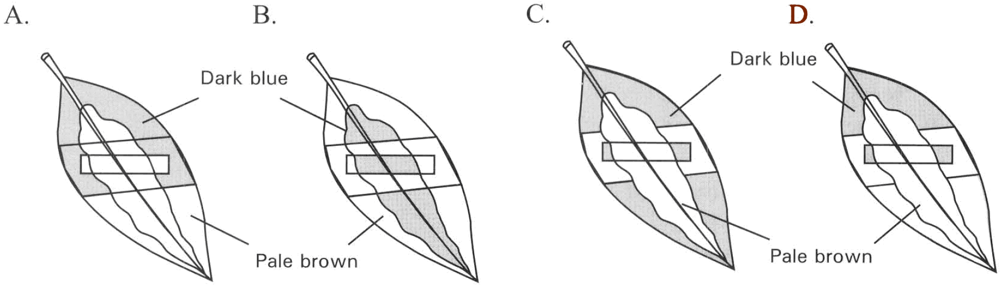 A.
B.
C.
D.
Dark blue
Dark blue
Pale brown
Pale brown